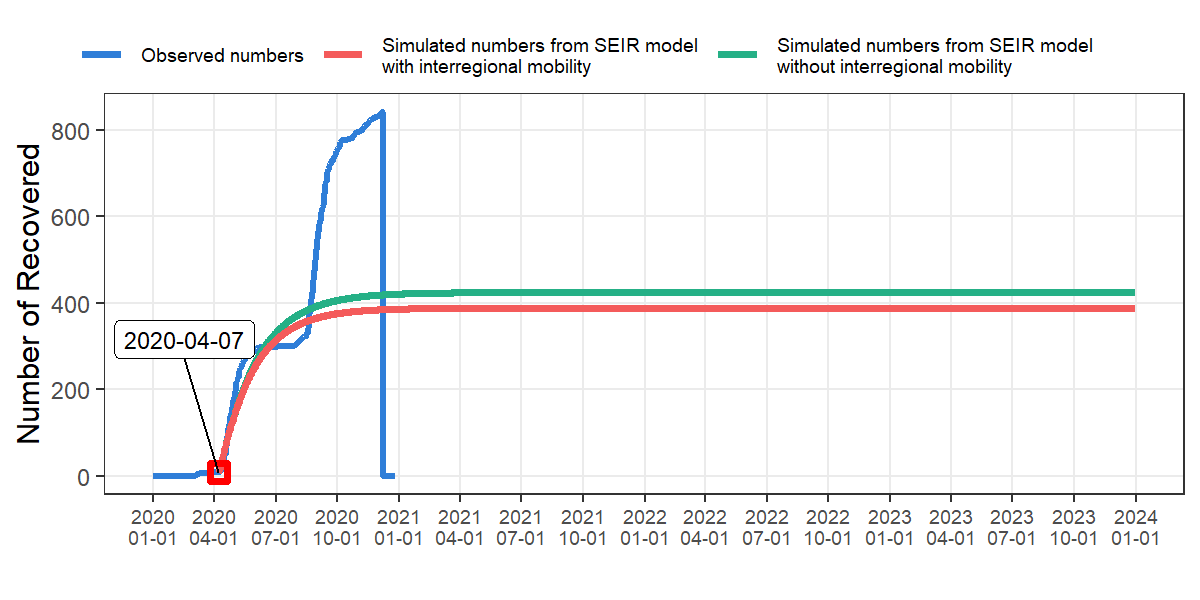 Observed numbers
Simulated numbers from SEIR model
with interregional mobility
Simulated numbers from SEIR model
without interregional mobility
Number of Recovered
800
600
400
200
0
2020-04-07
2020 2020 2020 2020 2021 2021 2021 2021 2022 2022 2022 2022 2023 2023 2023 2023 2024
01-01 04-01 07-01 10-01 01-01 04-01 07-01 10-01 01-01 04-01 07-01 10-01 01-01 04-01 07-01 10-01 01-01